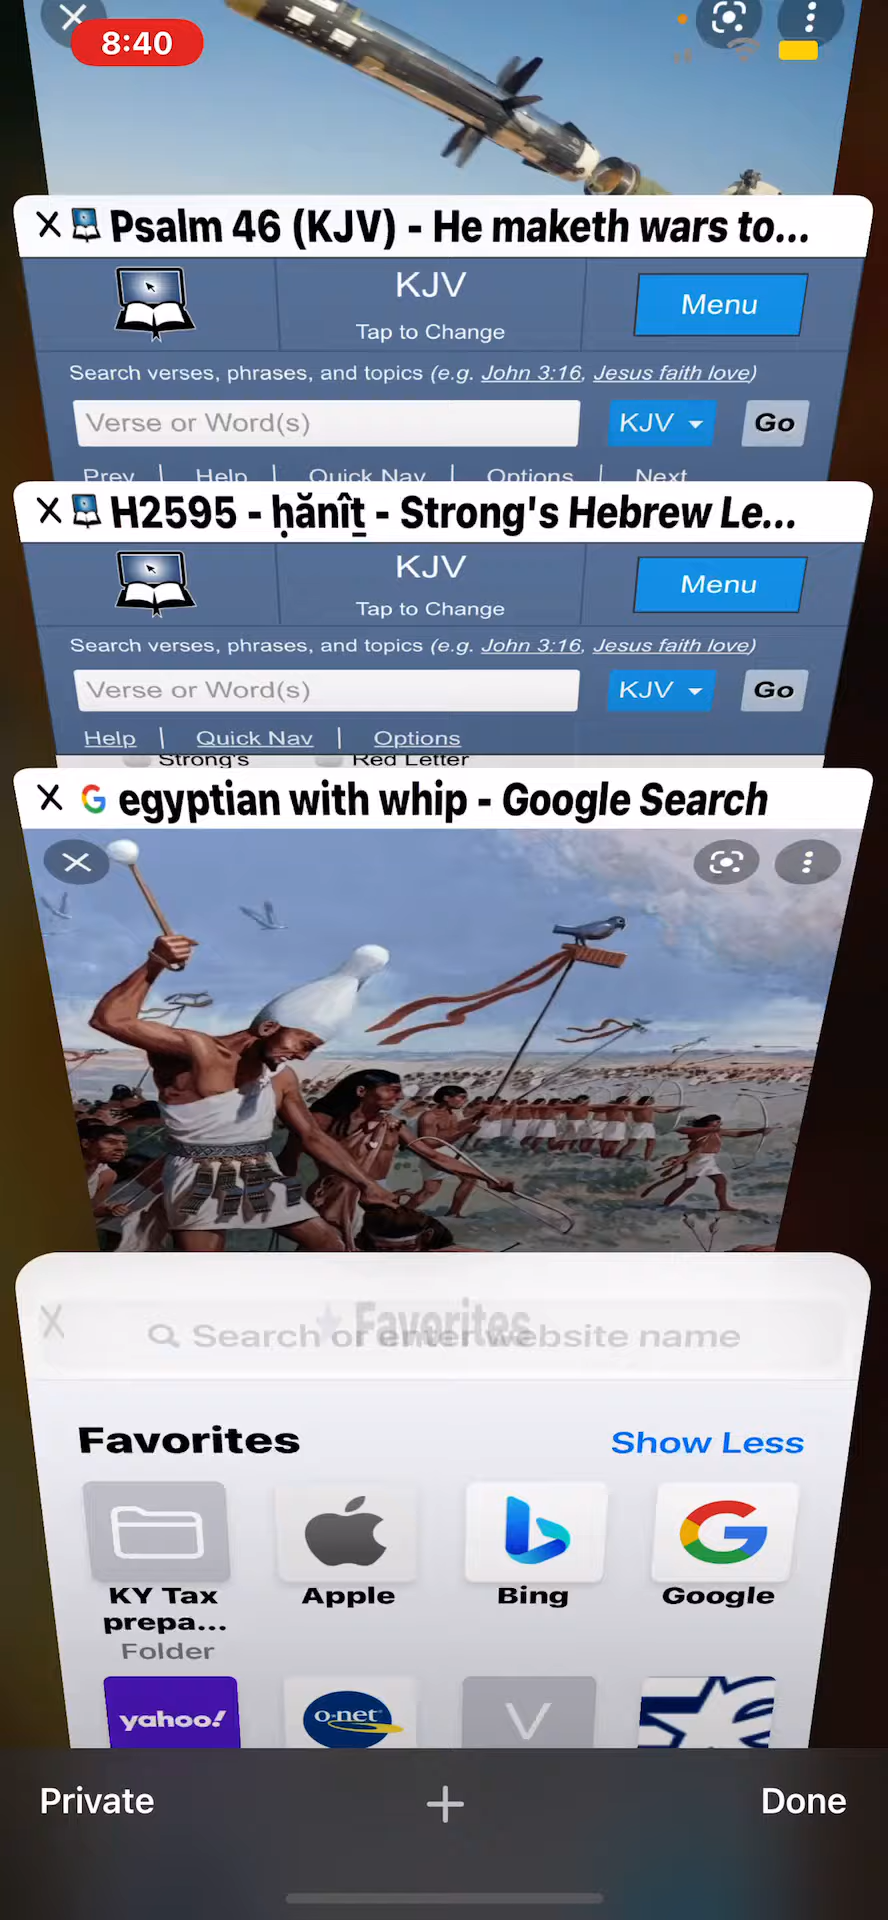 8:40
Psalm 46 (KJV) - He maketh wars to...
KJV
Tap to Change
Menu
Search verses, phrases, and topics (e.g. John 3:16, Jesus faith love)
Verse or Word(s)
KJV
Go
Prev | Help | Quick Nav | Options | Next
H2595 - ḥănîṯ - Strong's Hebrew Le...
KJV
Tap to Change
Menu
Search verses, phrases, and topics (e.g. John 3:16, Jesus faith love)
Verse or Word(s)
KJV
Go
Help | Quick Nav | Options
Strong's Red Letter
egyptian with whip - Google Search
Favorites
Search or enter website name
Favorites
Show Less
KY Tax
prepa...
Folder
Apple
Bing
Google
yahoo!
o-net
V
Private
Done